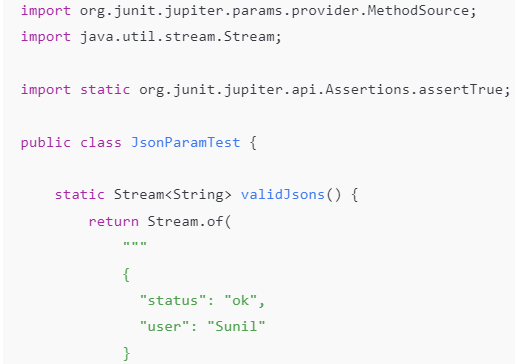 import org.junit.jupiter.params.provider.MethodSource;
import java.util.stream.Stream;
import static org.junit.jupiter.api.Assertions.assertTrue;
public class JsonParamTest {
static Stream<String> validJsons() {
return Stream.of(
"""
{
"status": "ok",
"user": "Sunil"
}